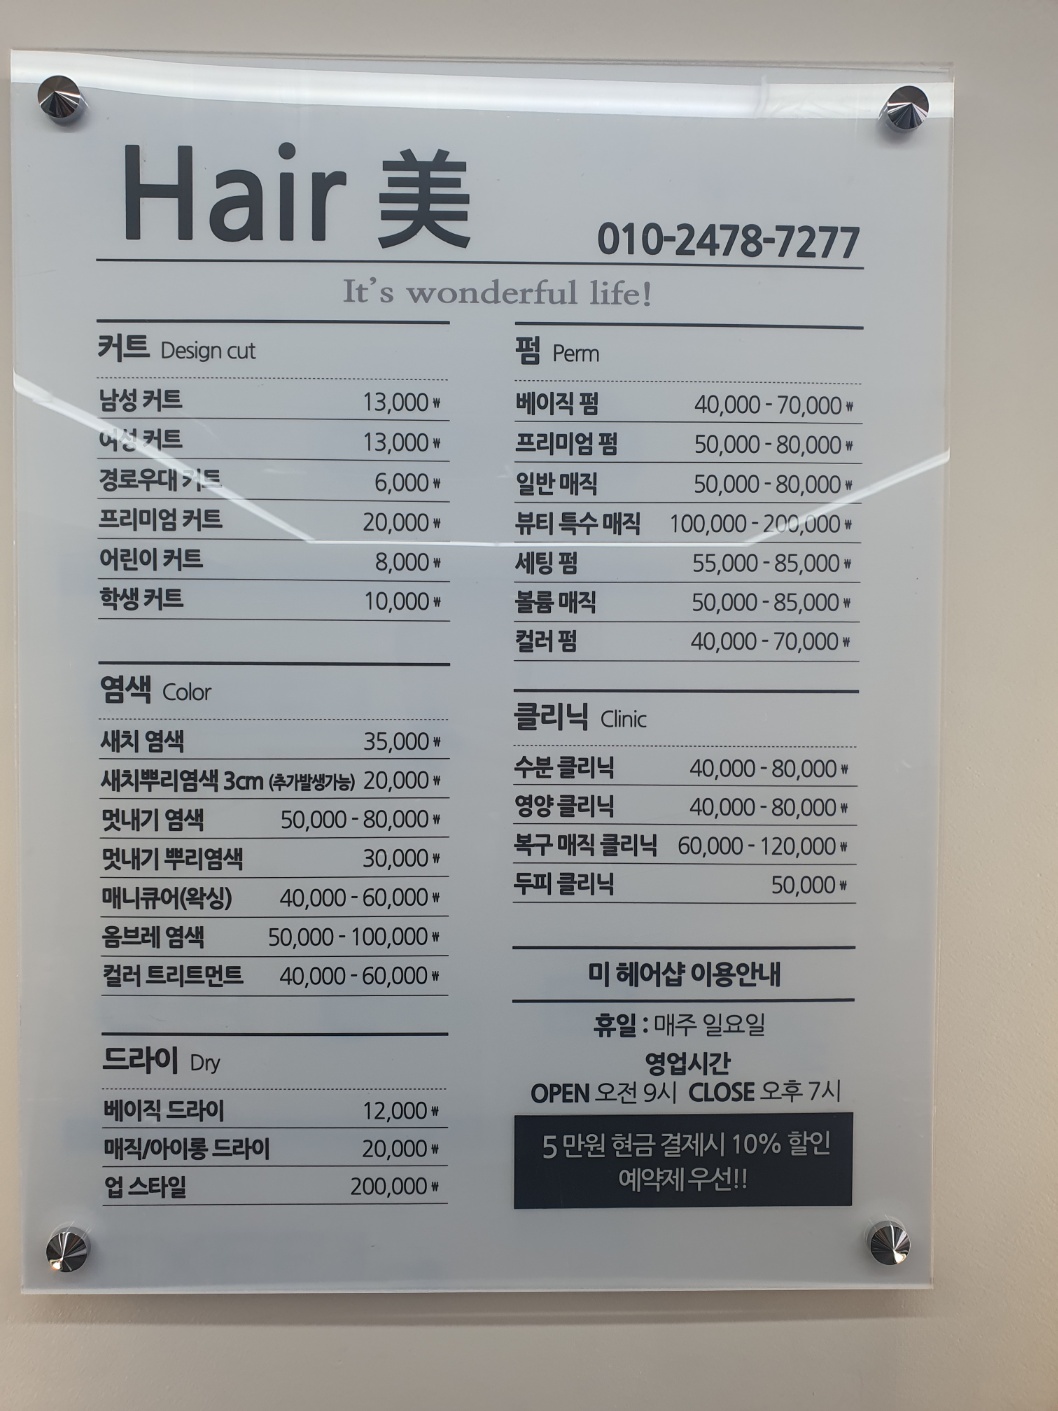 Hair 美
010-2478-7277
It's wonderful life!
커트 Design cut
남성 커트 13,000₩
여성 커트 13,000₩
경로우대 커트 6,000₩
프리미엄 커트 20,000₩
어린이 커트 8,000₩
학생 커트 10,000₩
염색 Color
새치 염색 35,000₩
새치뿌리염색 3cm (추가발생가능) 20,000₩
멋내기 염색 50,000 - 80,000₩
멋내기 뿌리염색 30,000₩
매니큐어(왁싱) 40,000 - 60,000₩
옴브레 염색 50,000 - 100,000₩
컬러 트리트먼트 40,000 - 60,000₩
드라이 Dry
베이직 드라이 12,000₩
매직/아이롱 드라이 20,000₩
업 스타일 200,000₩
펌 Perm
베이직 펌 40,000 - 70,000₩
프리미엄 펌 50,000 - 80,000₩
일반 매직 50,000 - 80,000₩
뷰티 특수 매직 100,000 - 200,000₩
세팅 펌 55,000 - 85,000₩
볼륨 매직 50,000 - 85,000₩
컬러 펌 40,000 - 70,000₩
클리닉 Clinic
수분 클리닉 40,000 - 80,000₩
영양 클리닉 40,000 - 80,000₩
복구 매직 클리닉 60,000 - 120,000₩
두피 클리닉 50,000₩
미 헤어샵 이용안내
휴일 : 매주 일요일
영업시간
OPEN 오전 9시 CLOSE 오후 7시
5 만원 현금 결제시 10% 할인
예약제 우선!!